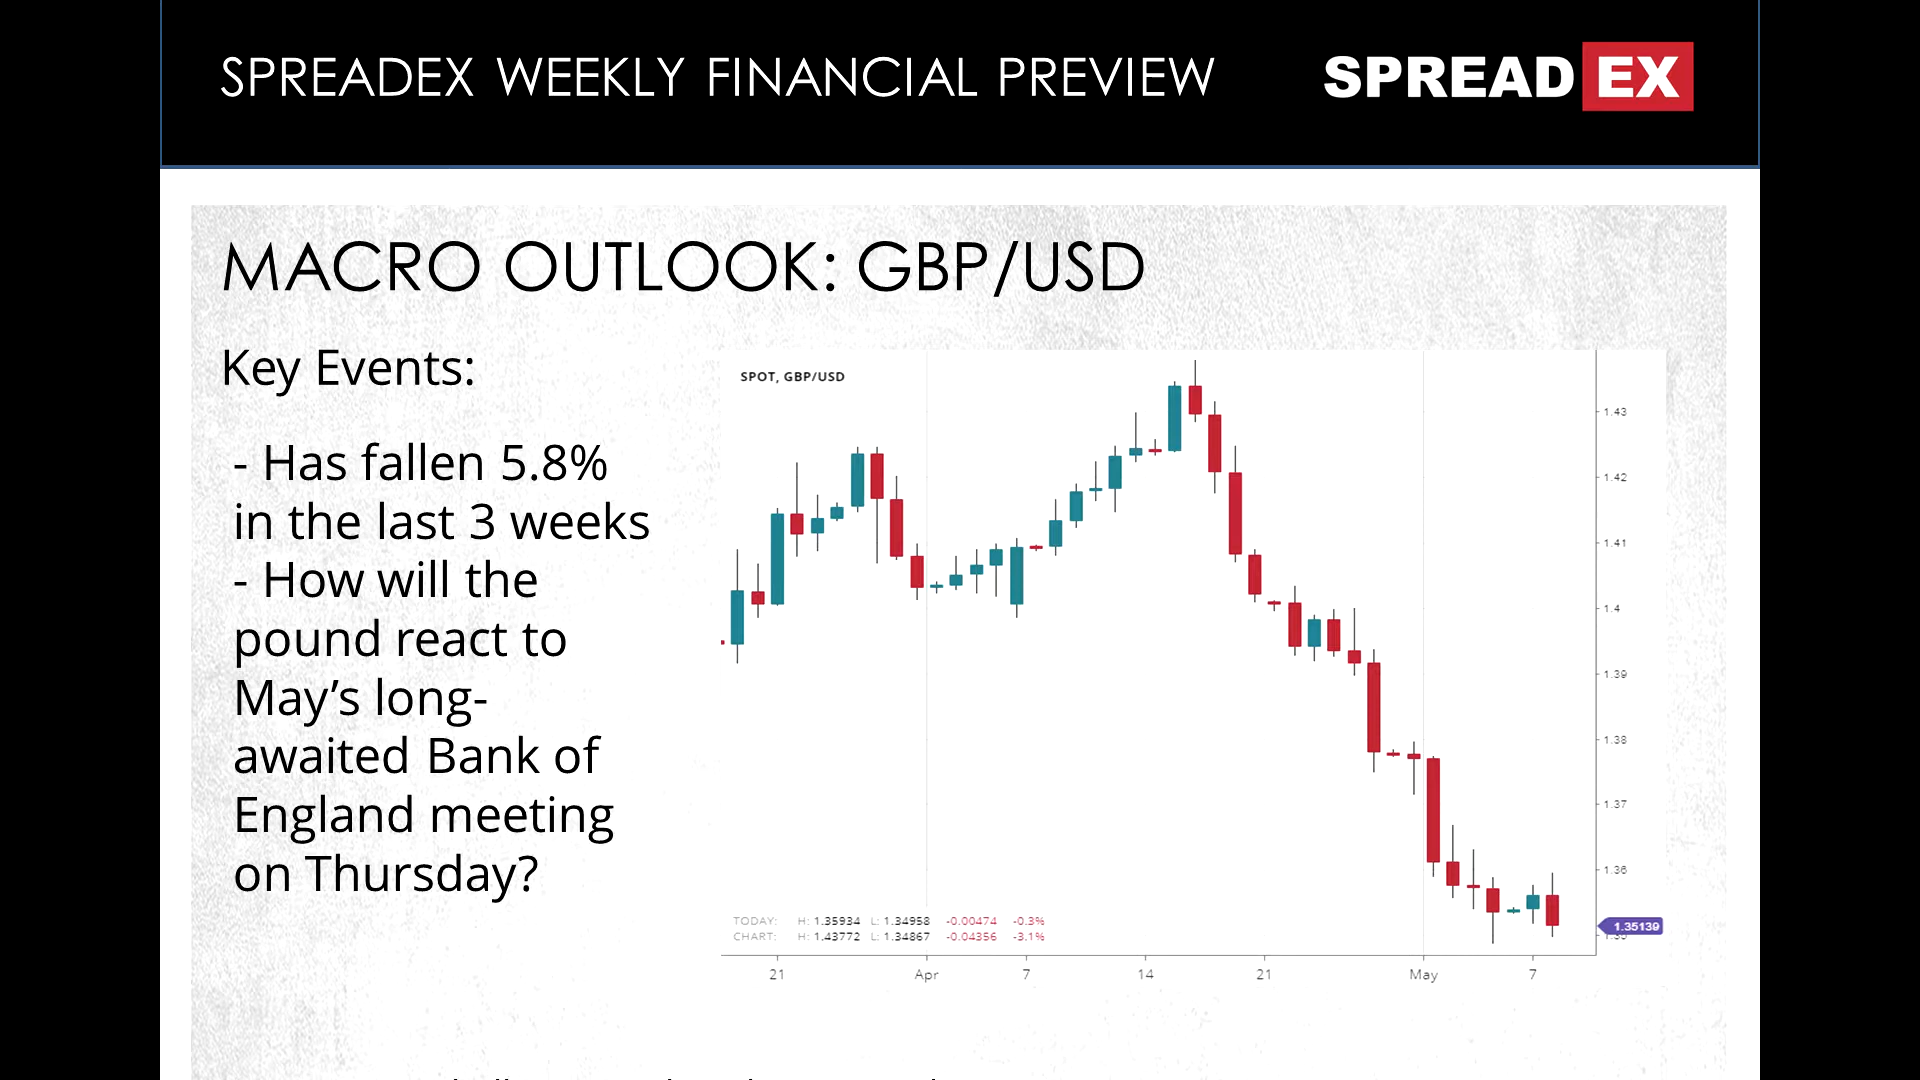 SPREADEX WEEKLY FINANCIAL PREVIEW
SPREADEX
MACRO OUTLOOK: GBP/USD
Key Events:
- Has fallen 5.8%
in the last 3 weeks
- How will the
pound react to
May’s long-
awaited Bank of
England meeting
on Thursday?
SPOT, GBP/USD
1.43
1.42
1.41
1.4
1.39
1.38
1.37
1.36
1.35139
TODAY: H: 1.35934 L: 1.34958 -0.00474 -0.3%
CHART: H: 1.43772 L: 1.34867 -0.04356 -3.1%
21 Apr 7 14 21 May 7